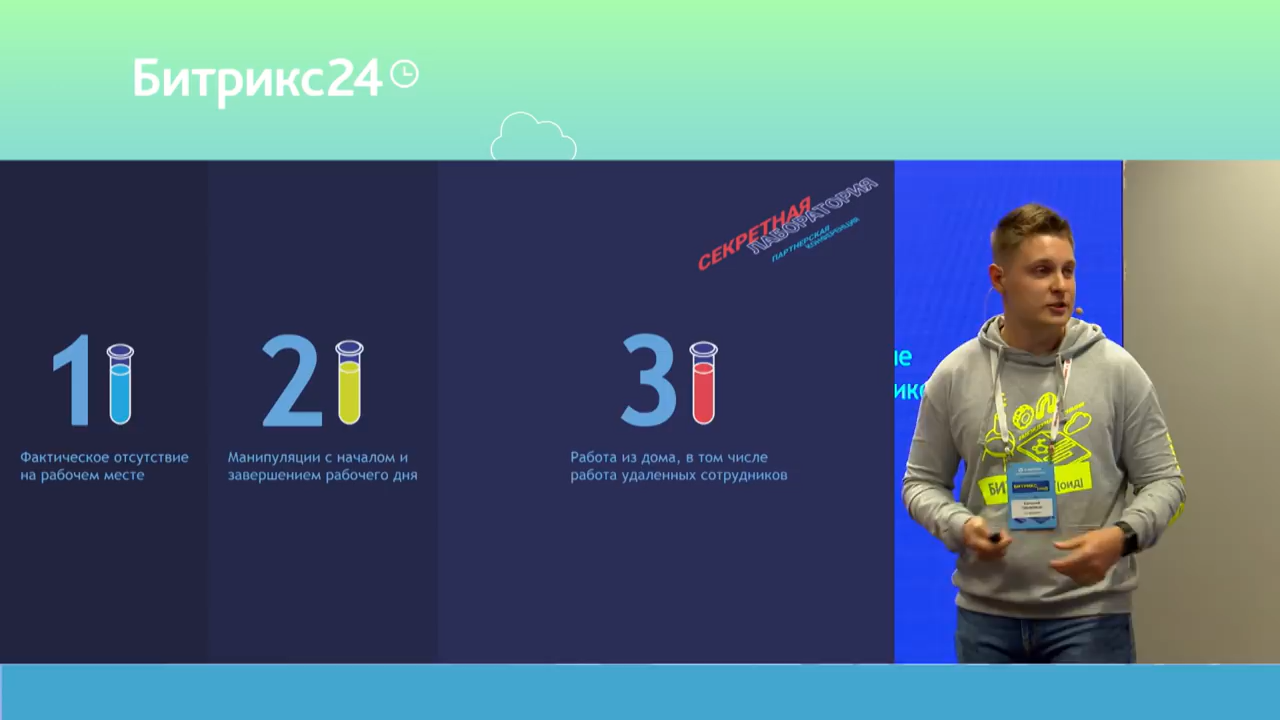 Битрикс24
СЕКРЕТНАЯ
ЛАБОРАТОРИЯ
ПАРТНЕРСКАЯ
КОНФЕРЕНЦИЯ
1
Фактическое отсутствие
на рабочем месте
2
Манипуляции с началом и
завершением рабочего дня
3
Работа из дома, в том числе
работа удаленных сотрудников